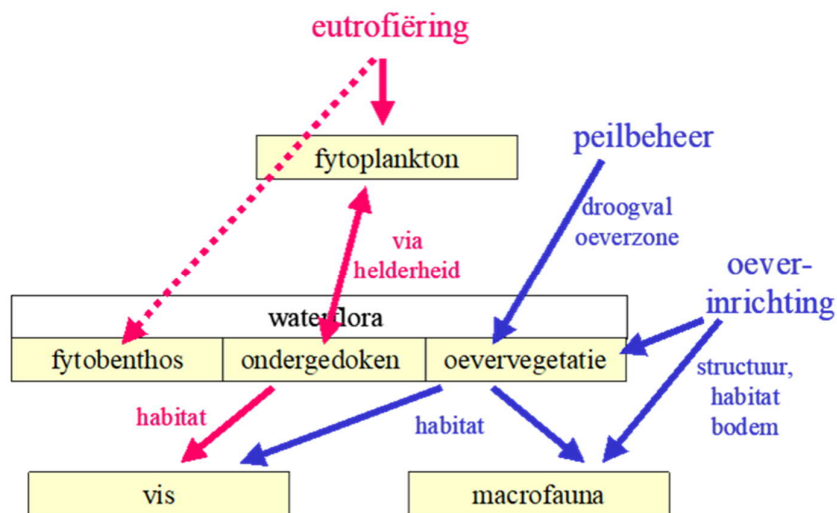 eutrofiëring
fytoplankton
peilbeheer
droogval
oeverzone
via
helderheid
oever-
inrichting
waterflora
fytobenthos
ondergedoken
oevervegetatie
structuur,
habitat
bodem
habitat
habitat
vis
macrofauna